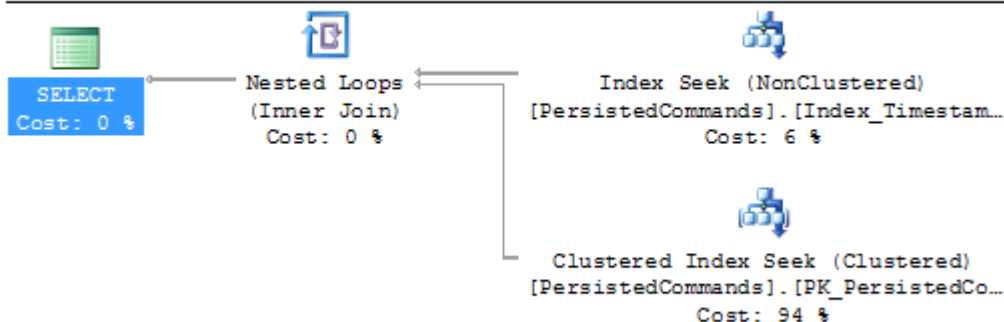 SELECT
Cost: 0 %
Nested Loops
(Inner Join)
Cost: 0 %
Index Seek (NonClustered)
[PersistedCommands].[Index_Timestam…
Cost: 6 %
Clustered Index Seek (Clustered)
[PersistedCommands].[PK_PersistedCo…
Cost: 94 %